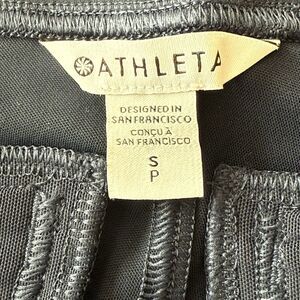 ATHLETA
DESIGNED IN
SAN FRANCISCO
CONÇU À
SAN FRANCISCO
S
P